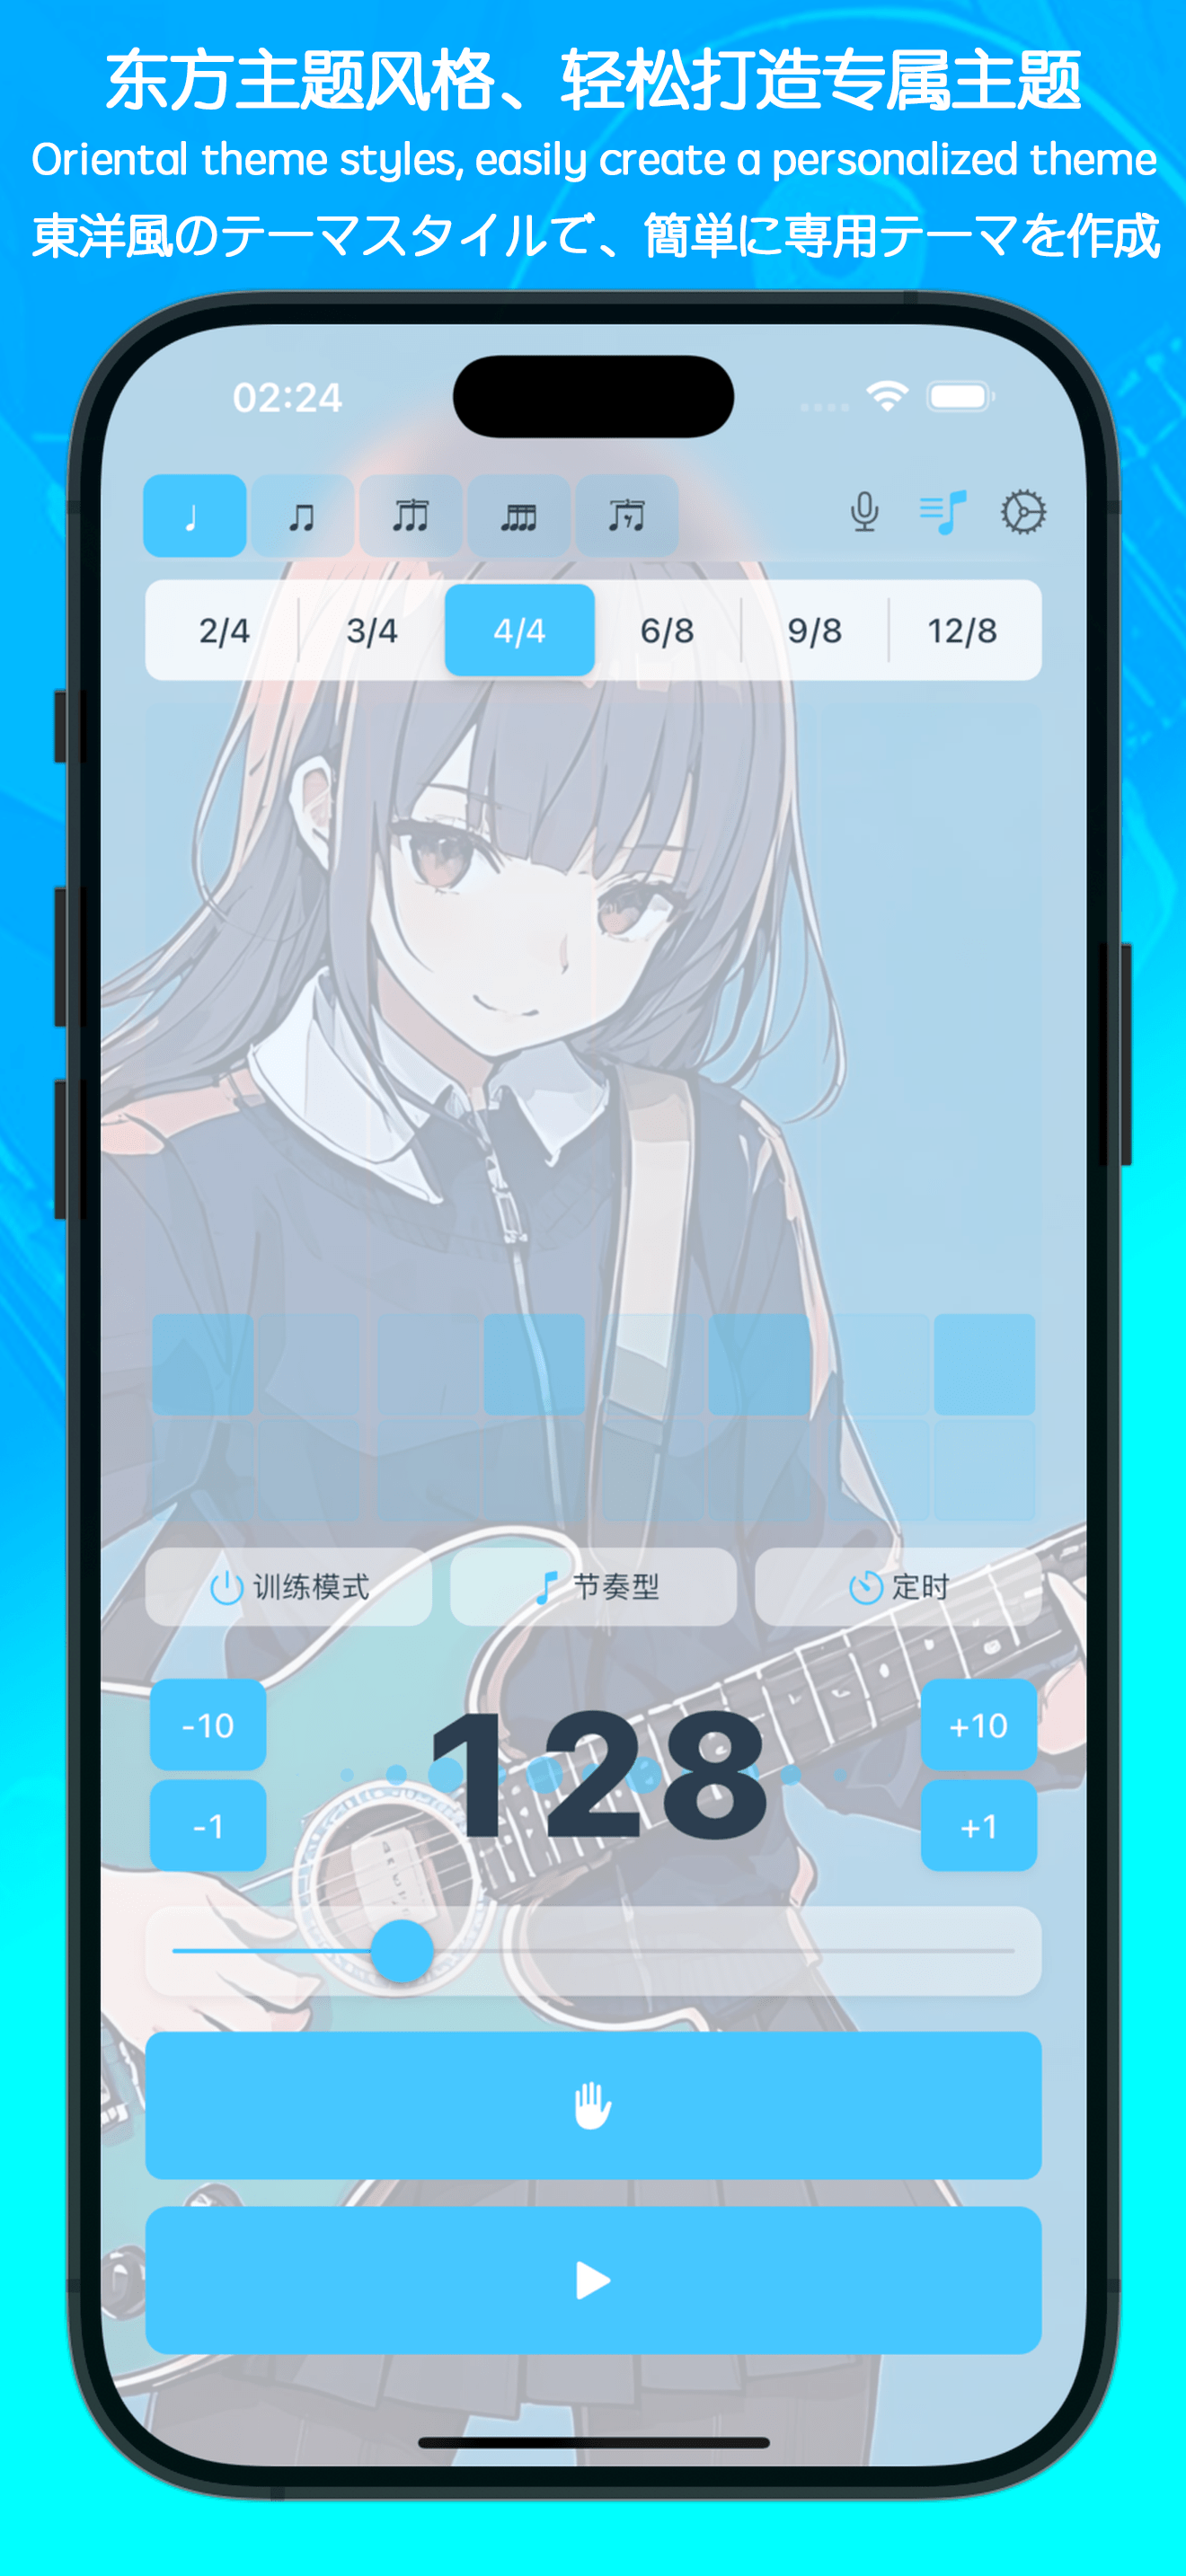 东方主题风格、轻松打造专属主题
Oriental theme styles, easily create a personalized theme
東洋風のテーマスタイルで、簡単に専用テーマを作成
02:24
2/4 3/4 4/4 6/8 9/8 12/8
训练模式 节奏型 定时
-10 128 +10
-1 +1